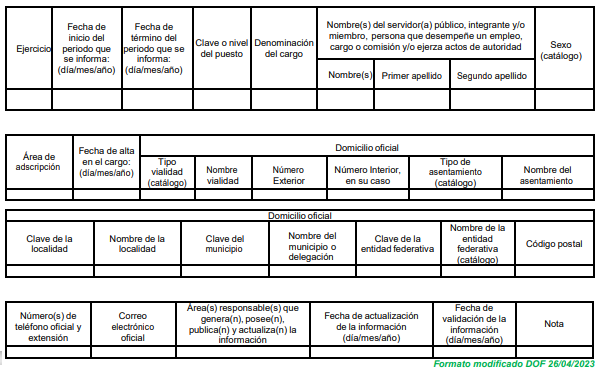 Ejercicio
Fecha de
inicio del
periodo que
se informa:
(día/mes/año)
Fecha de
término del
periodo que se
informa:
(día/mes/año)
Clave o nivel
del puesto
Denominación
del cargo
Nombre(s) del servidor(a) público, integrante y/o
miembro, persona que desempeñe un empleo,
cargo o comisión y/o ejerza actos de autoridad
Nombre(s)
Primer apellido
Segundo apellido
Sexo
(catálogo)
Área de
adscripción
Fecha de alta
en el cargo:
(día/mes/año)
Domicilio oficial
Tipo
vialidad
(catálogo)
Nombre
vialidad
Número
Exterior
Número Interior,
en su caso
Tipo de
asentamiento
(catálogo)
Nombre del
asentamiento
Domicilio oficial
Clave de la
localidad
Nombre de la
localidad
Clave del
municipio
Nombre del
municipio o
delegación
Clave de la
entidad federativa
Nombre de la
entidad
federativa
(catálogo)
Código postal
Número(s) de
teléfono oficial y
extensión
Correo
electrónico
oficial
Área(s) responsable(s) que
genera(n), posee(n),
publica(n) y actualiza(n) la
información
Fecha de actualización
de la información
(día/mes/año)
Fecha de
validación de la
información
(día/mes/año)
Nota
Formato modificado DOF 26/04/2023